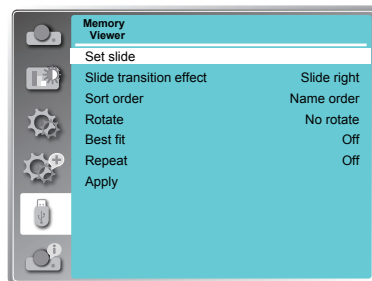 Memory
Viewer
Set slide
Slide transition effect Slide right
Sort order Name order
Rotate No rotate
Best fit Off
Repeat Off
Apply